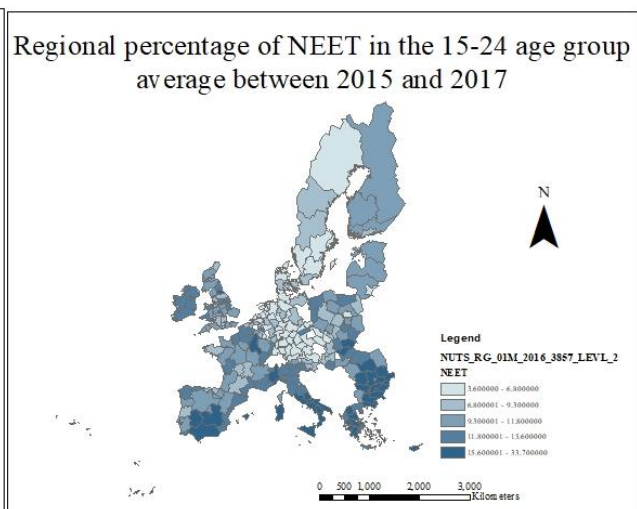 Regional percentage of NEET in the 15-24 age group
average between 2015 and 2017
N
Legend
NUTS_RG_01M_2016_3857_LEVL_2
NEET
3.600000 - 6.800000
6.800001 - 9.300000
9.300001 - 11.800000
11.800001 - 15.600000
15.600001 - 33.700000
0 500 1,000 2,000 3,000
Kilometers